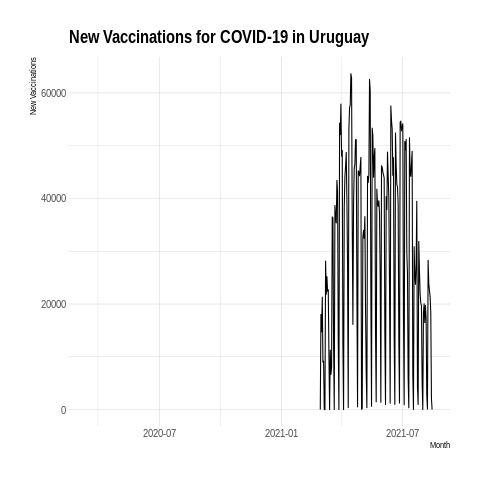 New Vaccinations for COVID-19 in Uruguay
New Vaccinations
60000
40000
20000
0
2020-07
2021-01
2021-07
Month